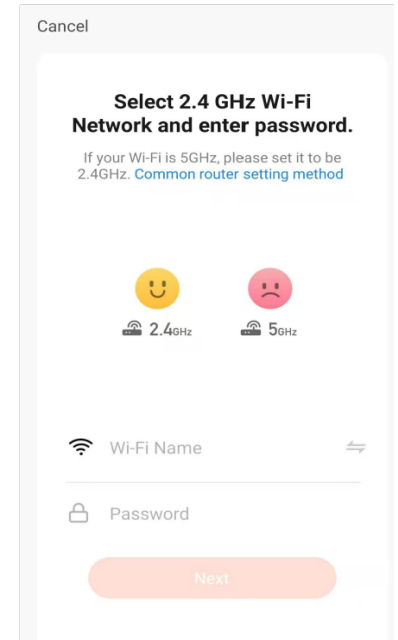 Cancel
Select 2.4 GHz Wi-Fi
Network and enter password.
If your Wi-Fi is 5GHz, please set it to be
2.4GHz. Common router setting method
2.4GHz 5GHz
Wi-Fi Name
Password
Next